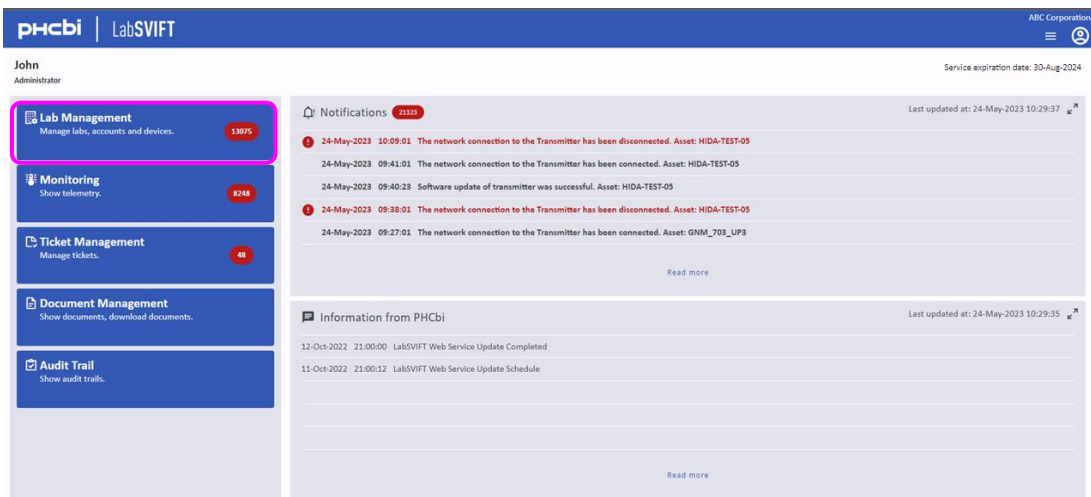 PHCbi | LabSVIFT
ABC Corporation
John
Administrator
Service expiration date: 30-Aug-2024
Lab Management
Manage labs, accounts and devices.
13075
Monitoring
Show telemetry.
8248
Ticket Management
Manage tickets.
48
Document Management
Show documents, download documents.
Audit Trail
Show audit trails.
Notifications 21325
Last updated at: 24-May-2023 10:29:37
24-May-2023 10:09:01 The network connection to the Transmitter has been disconnected. Asset: HIDA-TEST-05
24-May-2023 09:41:01 The network connection to the Transmitter has been connected. Asset: HIDA-TEST-05
24-May-2023 09:40:23 Software update of transmitter was successful. Asset: HIDA-TEST-05
24-May-2023 09:38:01 The network connection to the Transmitter has been disconnected. Asset: HIDA-TEST-05
24-May-2023 09:27:01 The network connection to the Transmitter has been connected. Asset: GNM_703_UP3
Read more
Information from PHCbi
Last updated at: 24-May-2023 10:29:35
12-Oct-2022 21:00:00 LabSVIFT Web Service Update Completed
11-Oct-2022 21:00:12 LabSVIFT Web Service Update Schedule
Read more